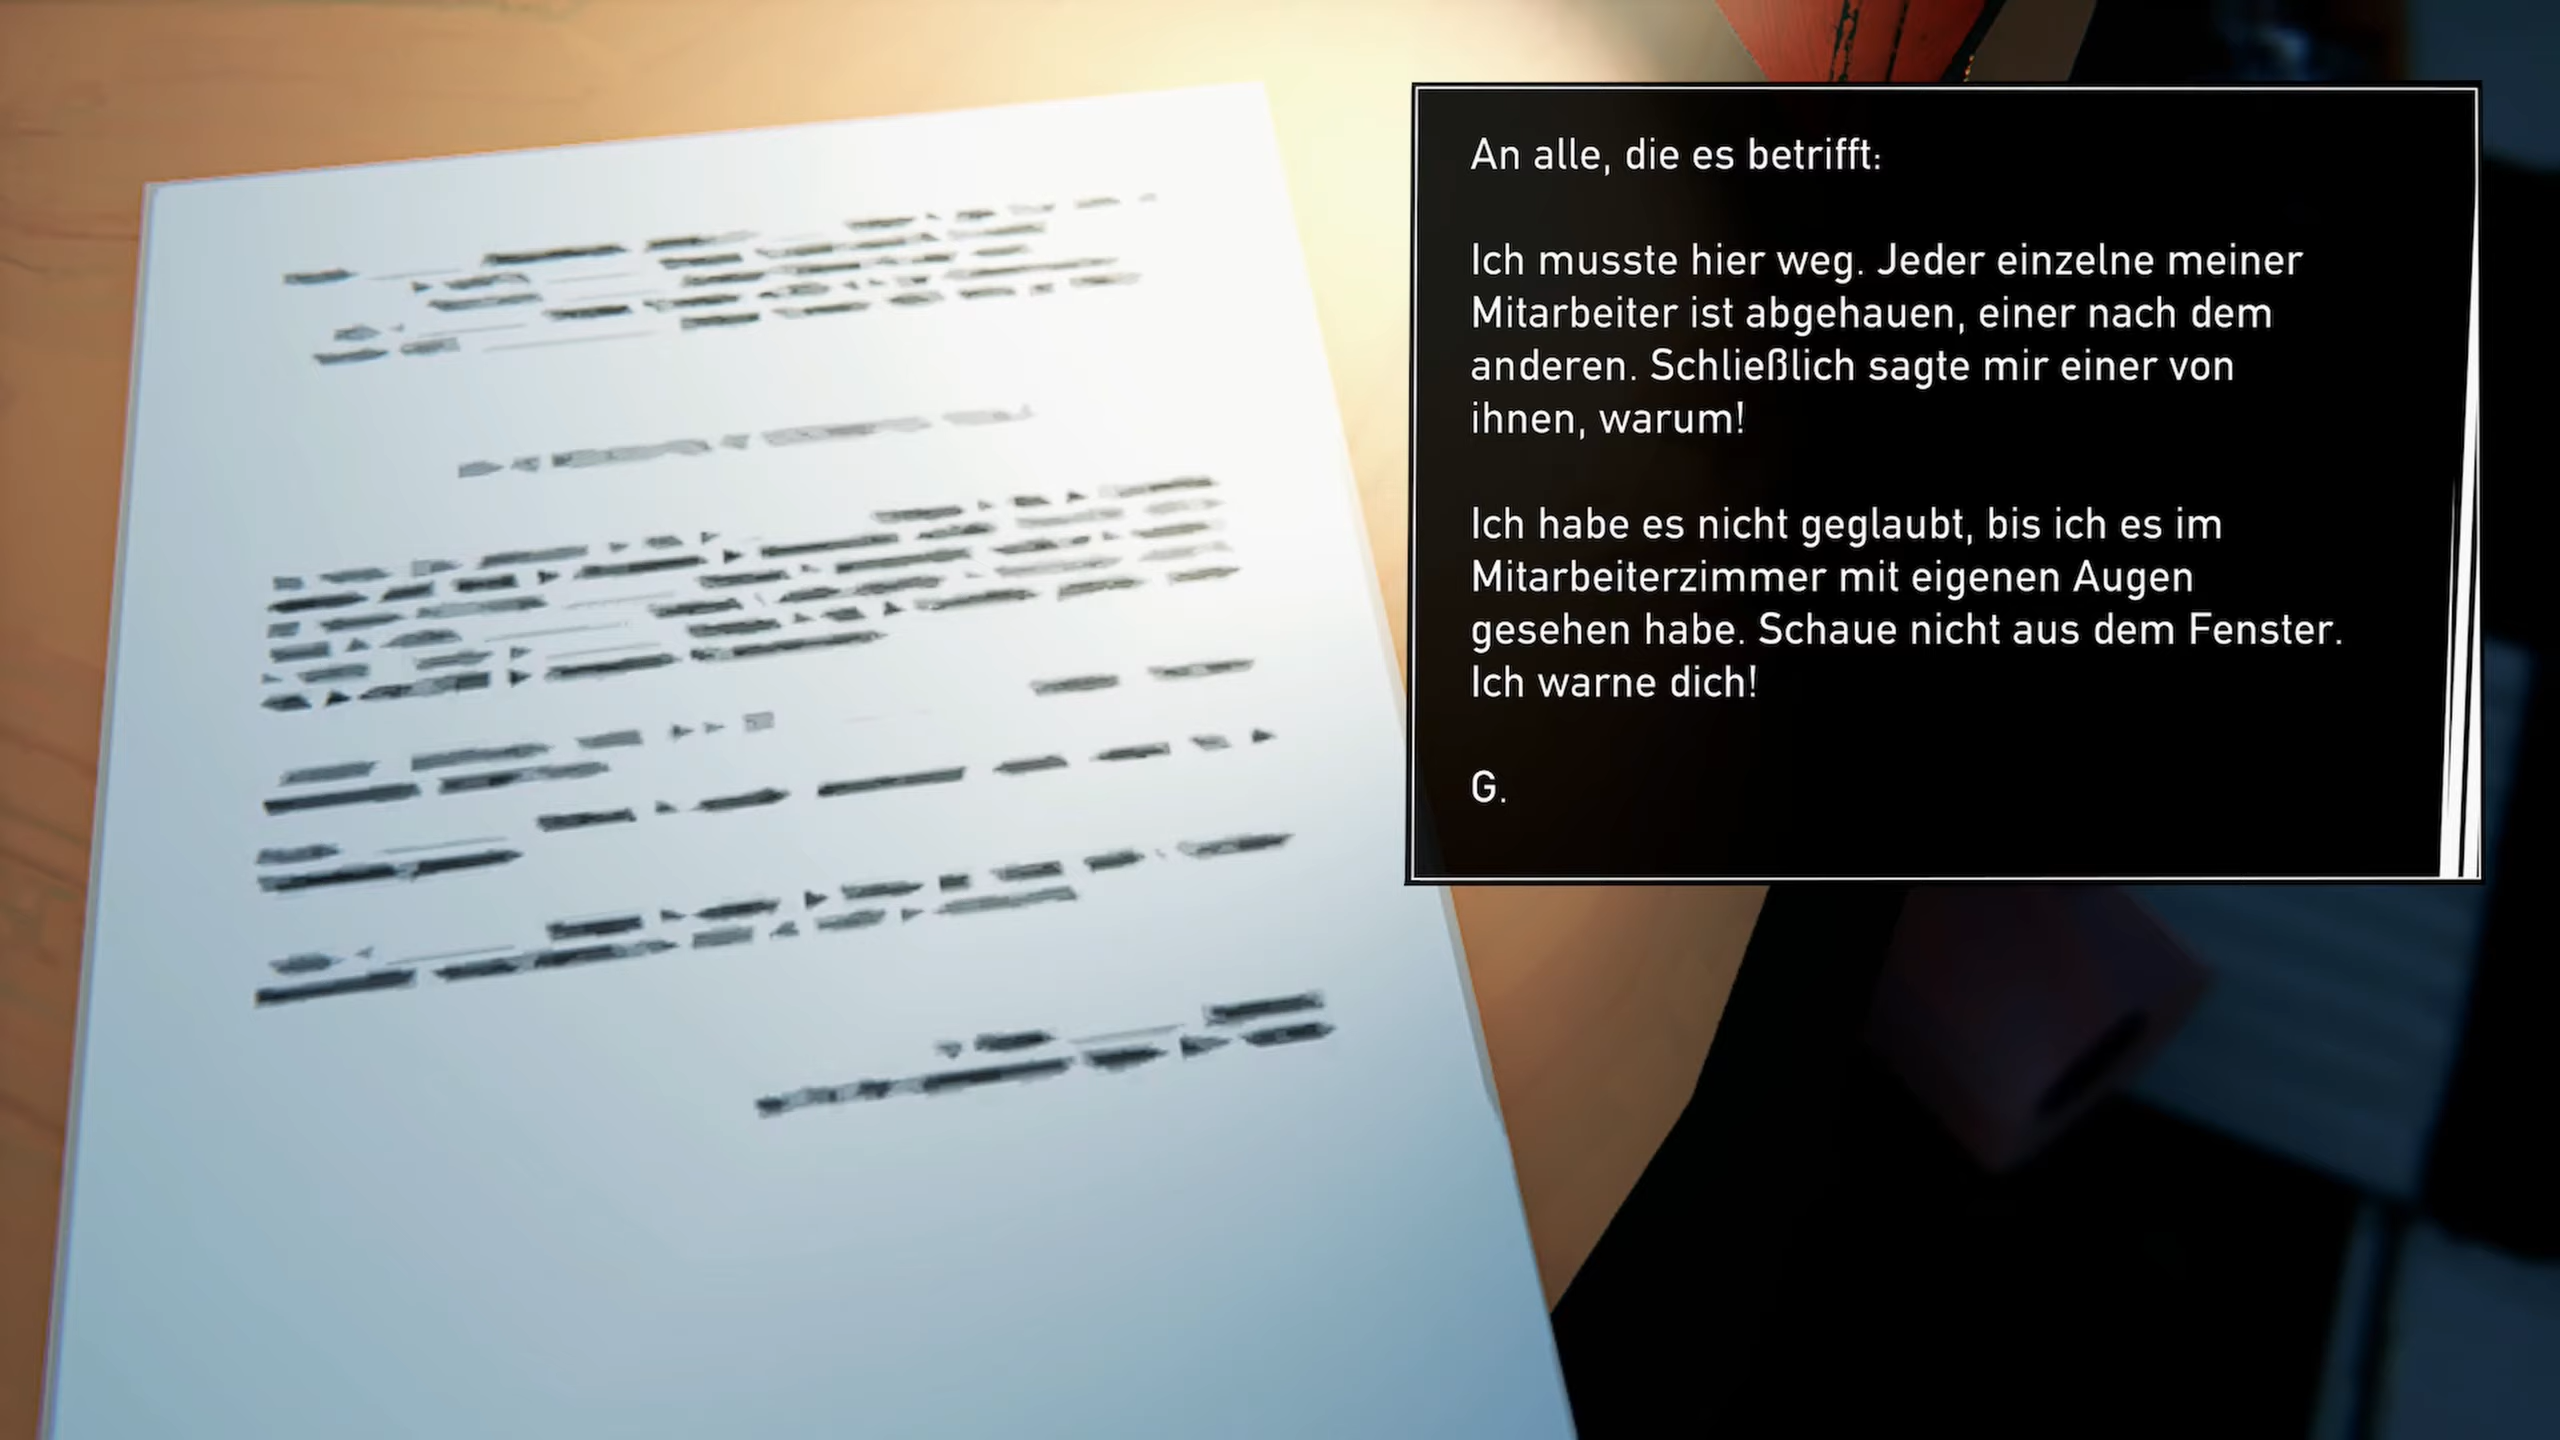 An alle, die es betrifft:
Ich musste hier weg. Jeder einzelne meiner
Mitarbeiter ist abgehauen, einer nach dem
anderen. Schließlich sagte mir einer von
ihnen, warum!
Ich habe es nicht geglaubt, bis ich es im
Mitarbeiterzimmer mit eigenen Augen
gesehen habe. Schaue nicht aus dem Fenster.
Ich warne dich!
G.